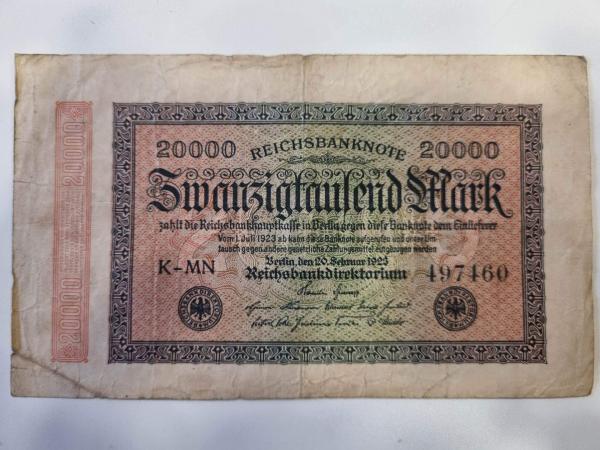 20000 REICHSBANKNOTE 20000
Zwanzigtausend Mark
zahlt die Reichsbankhauptkasse in Berlin gegen diese Banknote dem Einlieferer
Vom 1. Juli 1923 ab kann diese Banknote aufgerufen und unter Um-
tausch gegen andere gesetzliche Zahlungsmittel eingezogen werden
Berlin, den 20. Februar 1923
K-MN Reichsbankdirektorium 497460
20000
20000